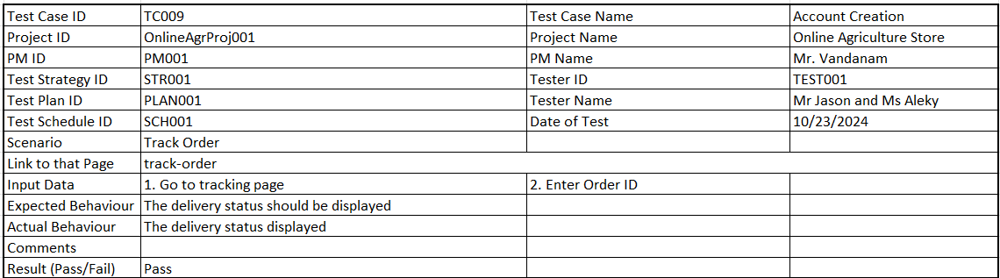 Test Case ID TC009 Test Case Name Account Creation
Project ID OnlineAgrProj001 Project Name Online Agriculture Store
PM ID PM001 PM Name Mr. Vandanam
Test Strategy ID STR001 Tester ID TEST001
Test Plan ID PLAN001 Tester Name Mr Jason and Ms Aleky
Test Schedule ID SCH001 Date of Test 10/23/2024
Scenario Track Order
Link to that Page track-order
Input Data 1. Go to tracking page 2. Enter Order ID
Expected Behaviour The delivery status should be displayed
Actual Behaviour The delivery status displayed
Comments
Result (Pass/Fail) Pass